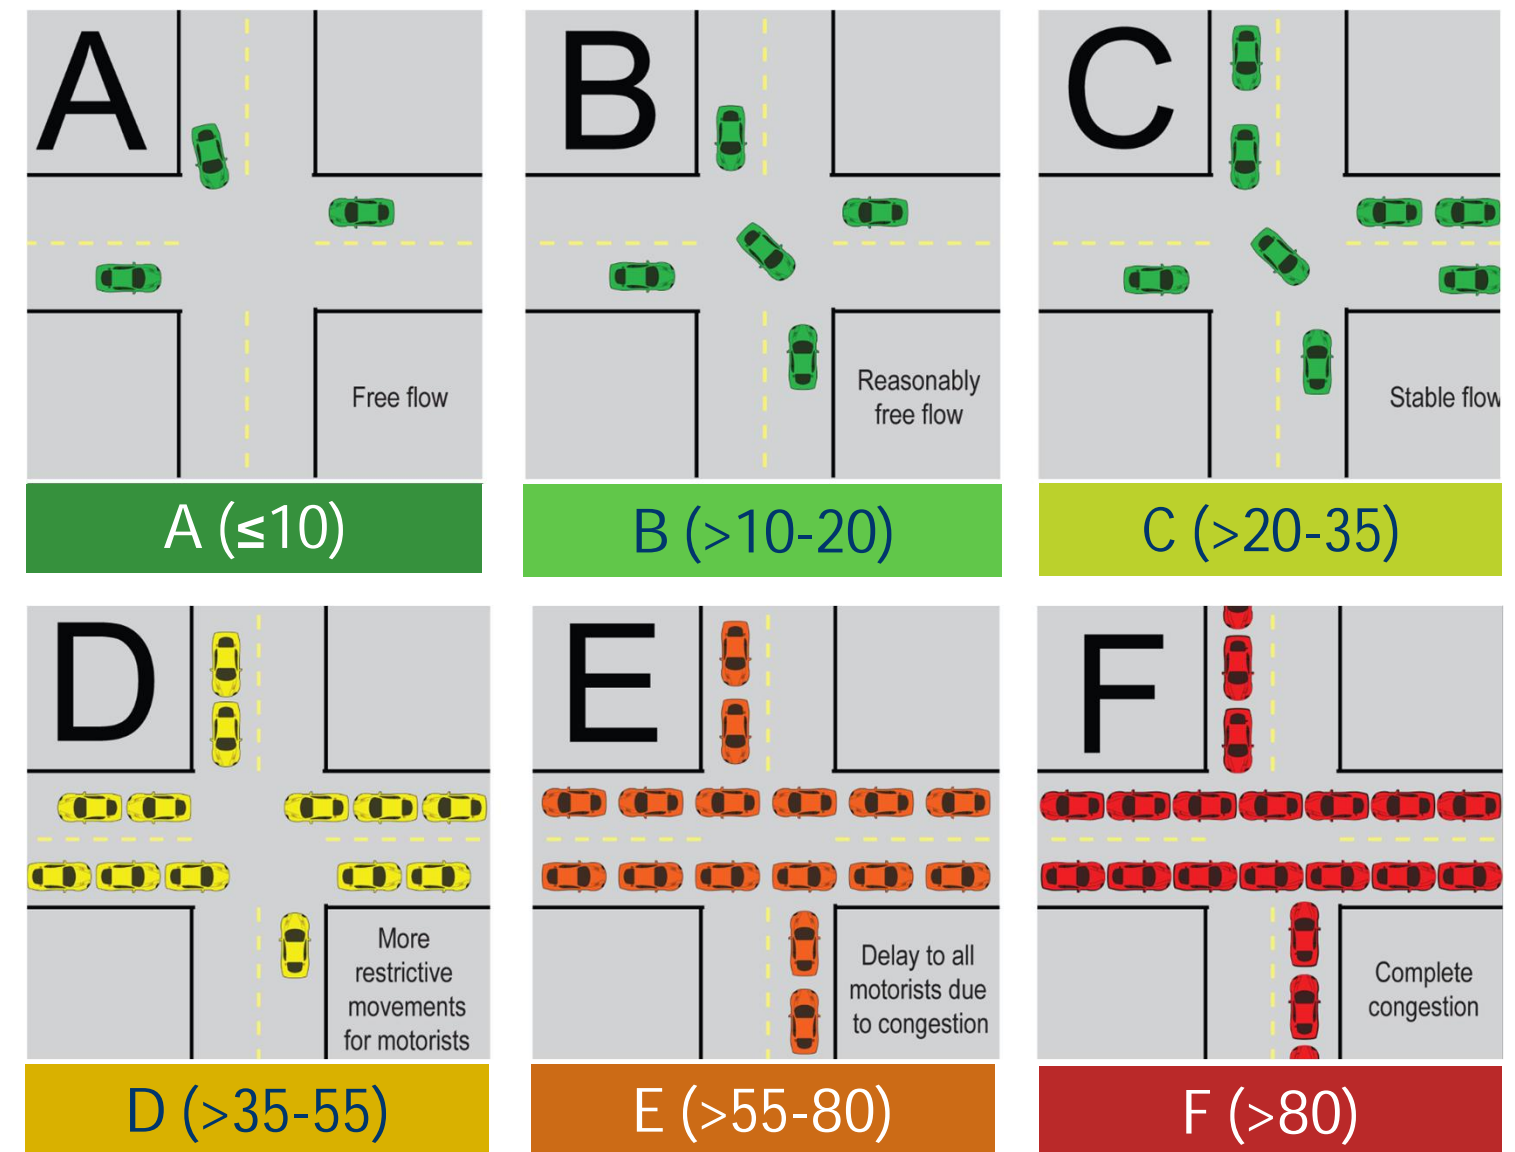 A
Free flow
A (≤10)
B
Reasonably
free flow
B (>10-20)
C
Stable flow
C (>20-35)
D
More
restrictive
movements
for motorists
D (>35-55)
E
Delay to all
motorists due
to congestion
E (>55-80)
F
Complete
congestion
F (>80)